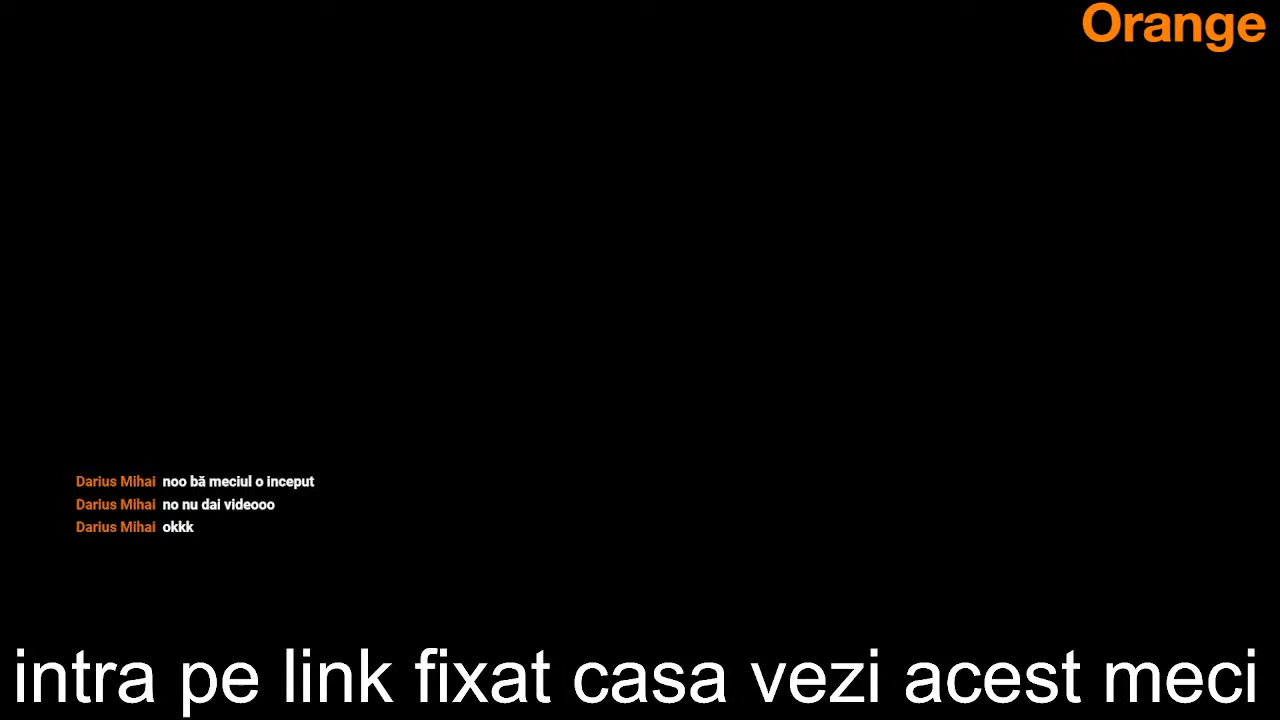 Orange
Darius Mihai noo bă meciul o inceput
Darius Mihai no nu dai videooo
Darius Mihai okkk
intra pe link fixat casa vezi acest meci